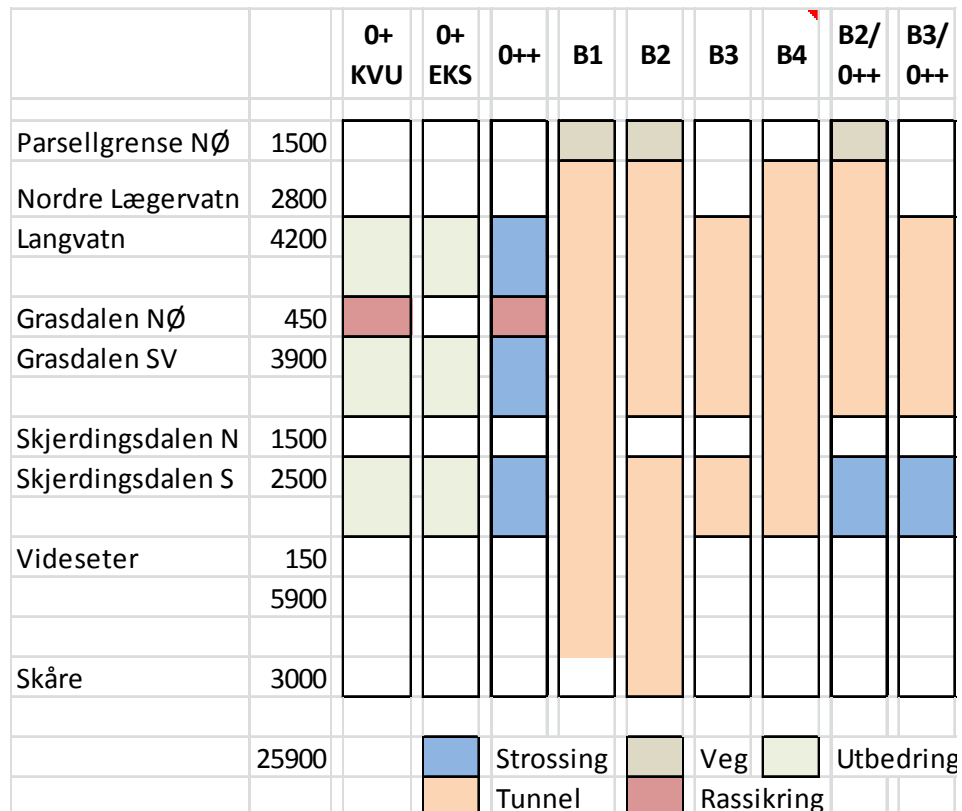 0+ KVU 0+ EKS 0++ B1 B2 B3 B4 B2/ 0++ B3/ 0++
Parsellgrense NØ 1500
Nordre Lægervatn 2800
Langvatn 4200
Grasdalen NØ 450
Grasdalen SV 3900
Skjerdingsdalen N 1500
Skjerdingsdalen S 2500
Videseter 150
5900
Skåre 3000
25900 Strossing Veg Utbedring
Tunnel Rassikring